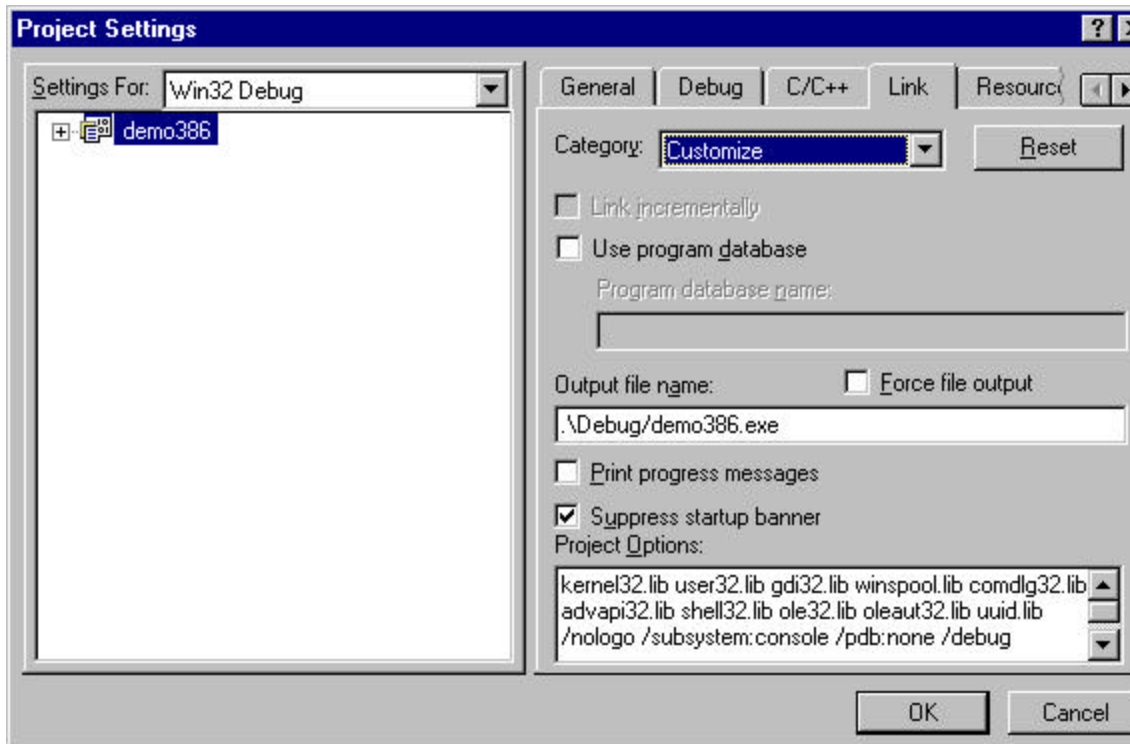 Project Settings
Settings For: Win32 Debug
demo386
General Debug C/C++ Link Resourc
Category: Customize Reset
Link incrementally
Use program database
Program database name:
Output file name: Force file output
.\Debug/demo386.exe
Print progress messages
Suppress startup banner
Project Options:
kernel32.lib user32.lib gdi32.lib winspool.lib comdlg32.lib
advapi32.lib shell32.lib ole32.lib oleaut32.lib uuid.lib
/nologo /subsystem:console /pdb:none /debug
OK Cancel